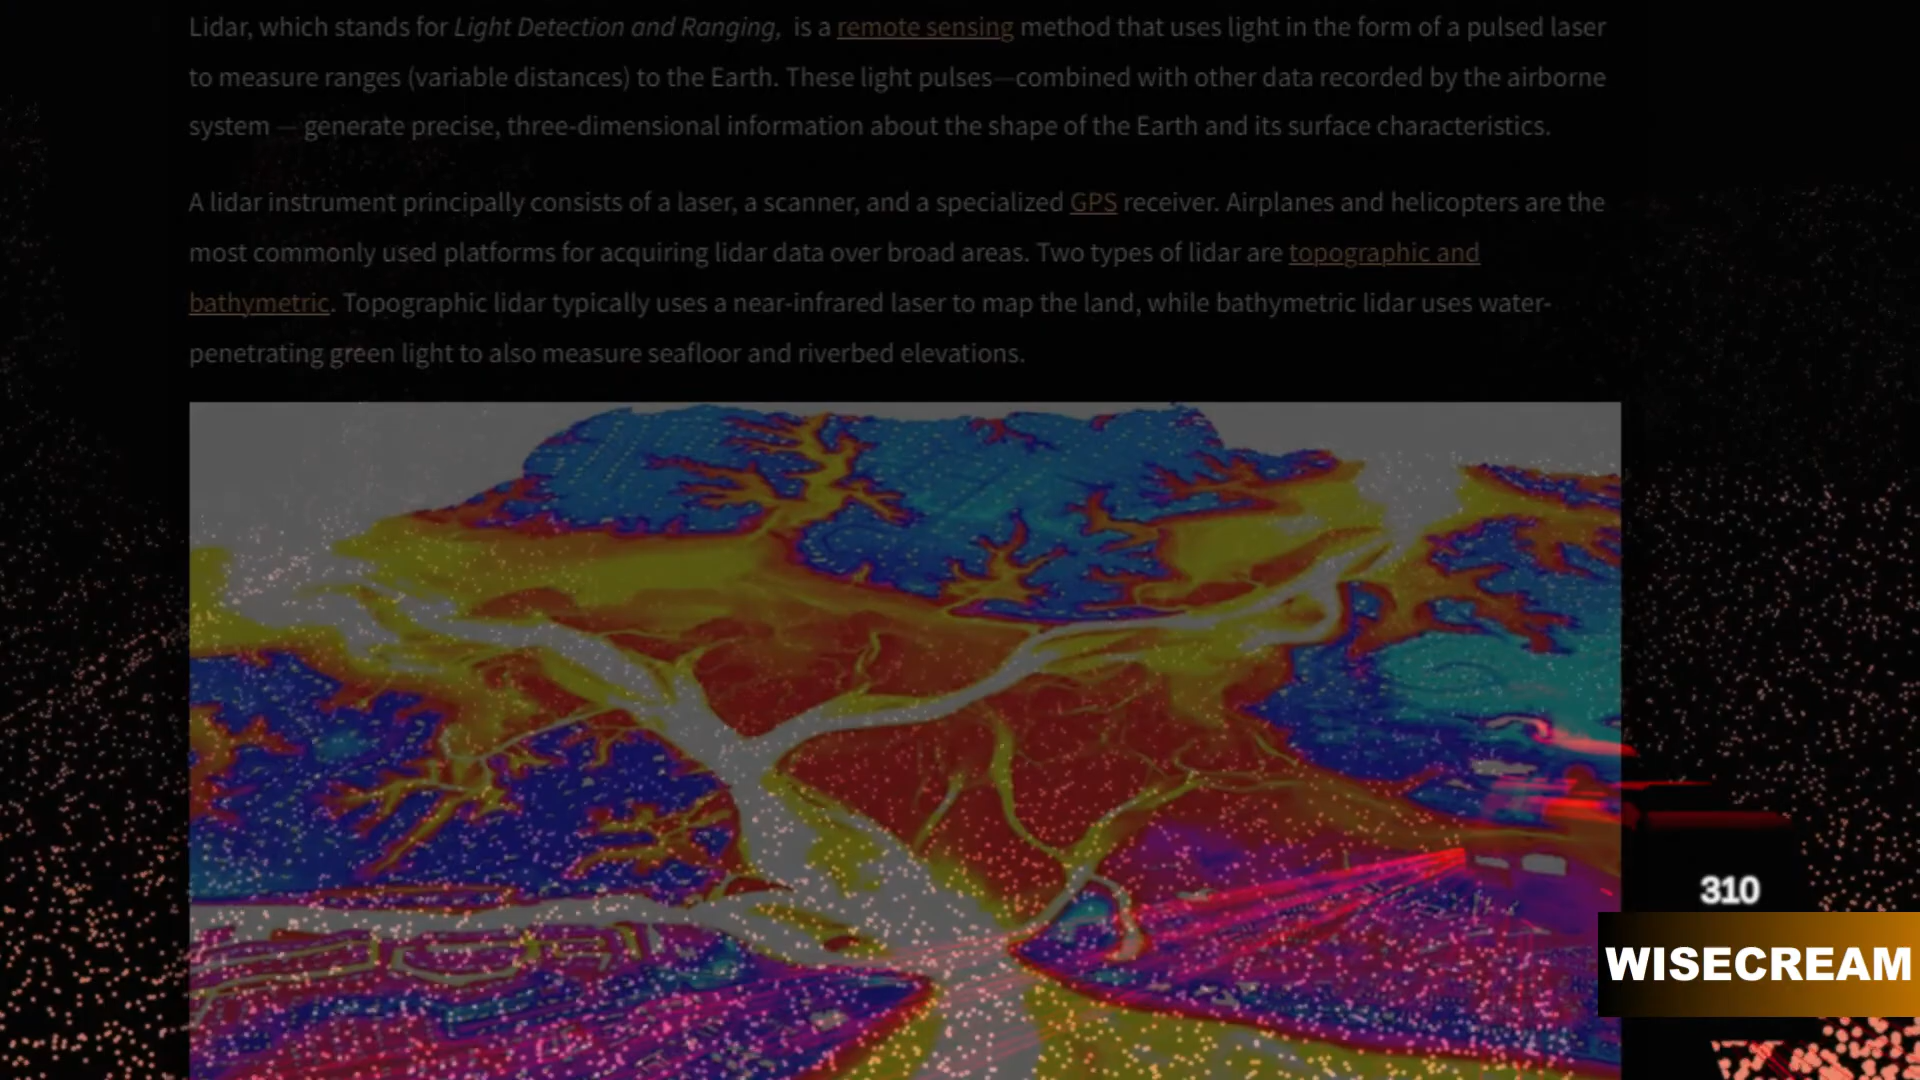 Lidar, which stands for Light Detection and Ranging, is a remote sensing method that uses light in the form of a pulsed laser
to measure ranges (variable distances) to the Earth. These light pulses—combined with other data recorded by the airborne
system — generate precise, three-dimensional information about the shape of the Earth and its surface characteristics.
A lidar instrument principally consists of a laser, a scanner, and a specialized GPS receiver. Airplanes and helicopters are the
most commonly used platforms for acquiring lidar data over broad areas. Two types of lidar are topographic and
bathymetric. Topographic lidar typically uses a near-infrared laser to map the land, while bathymetric lidar uses water-
penetrating green light to also measure seafloor and riverbed elevations.
310
WISECREAM